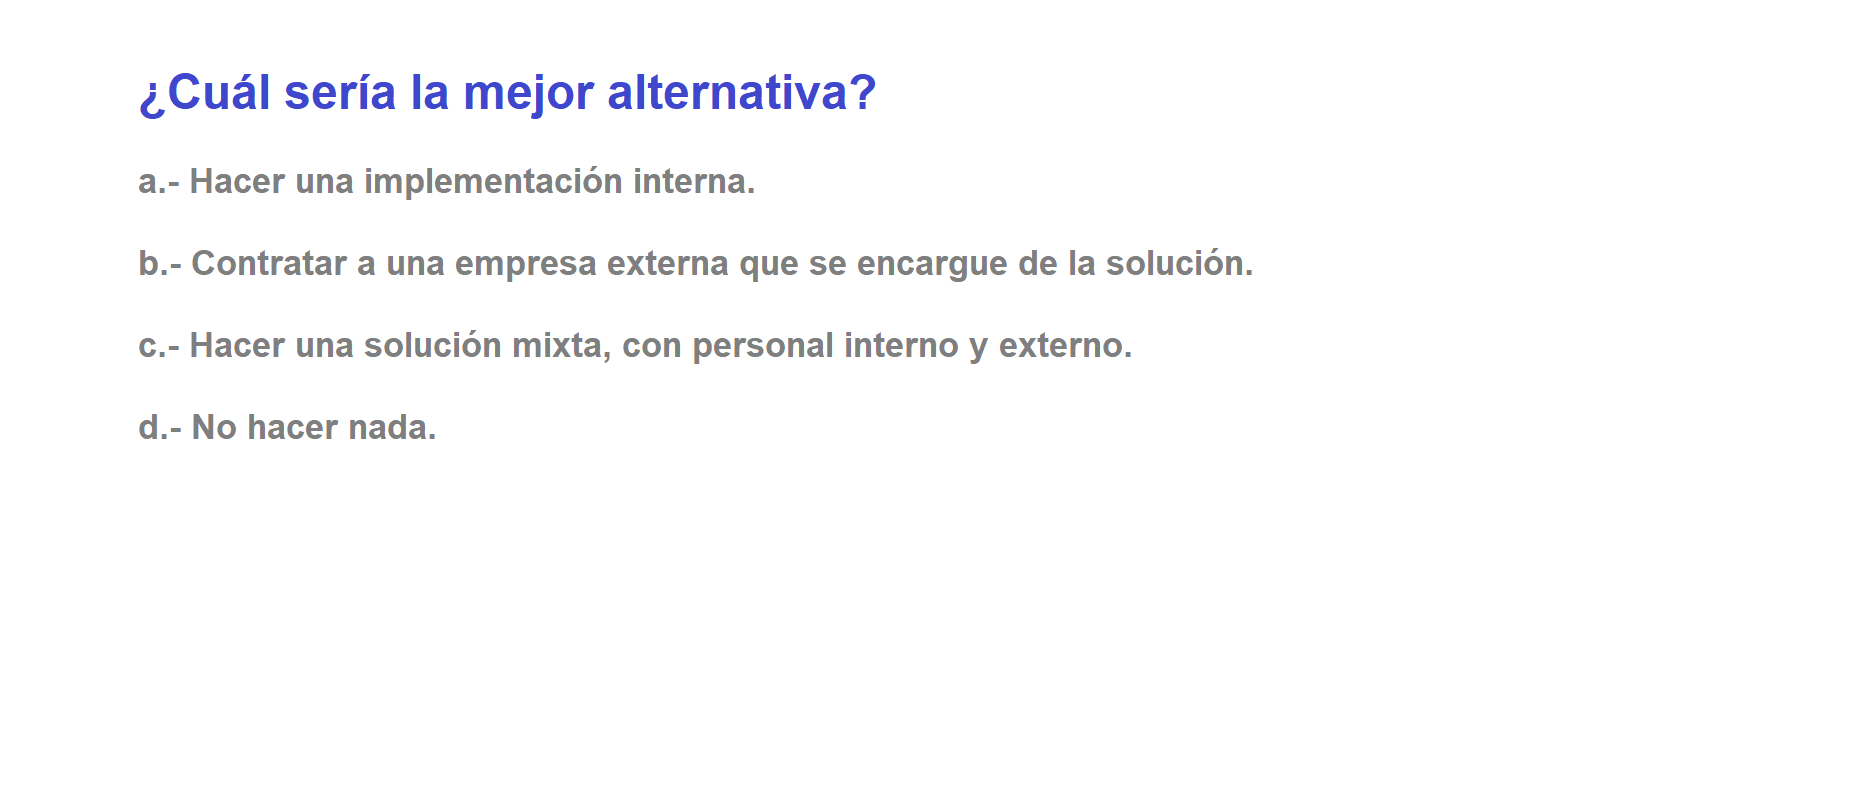 ¿Cuál sería la mejor alternativa?
a.- Hacer una implementación interna.
b.- Contratar a una empresa externa que se encargue de la solución.
c.- Hacer una solución mixta, con personal interno y externo.
d.- No hacer nada.